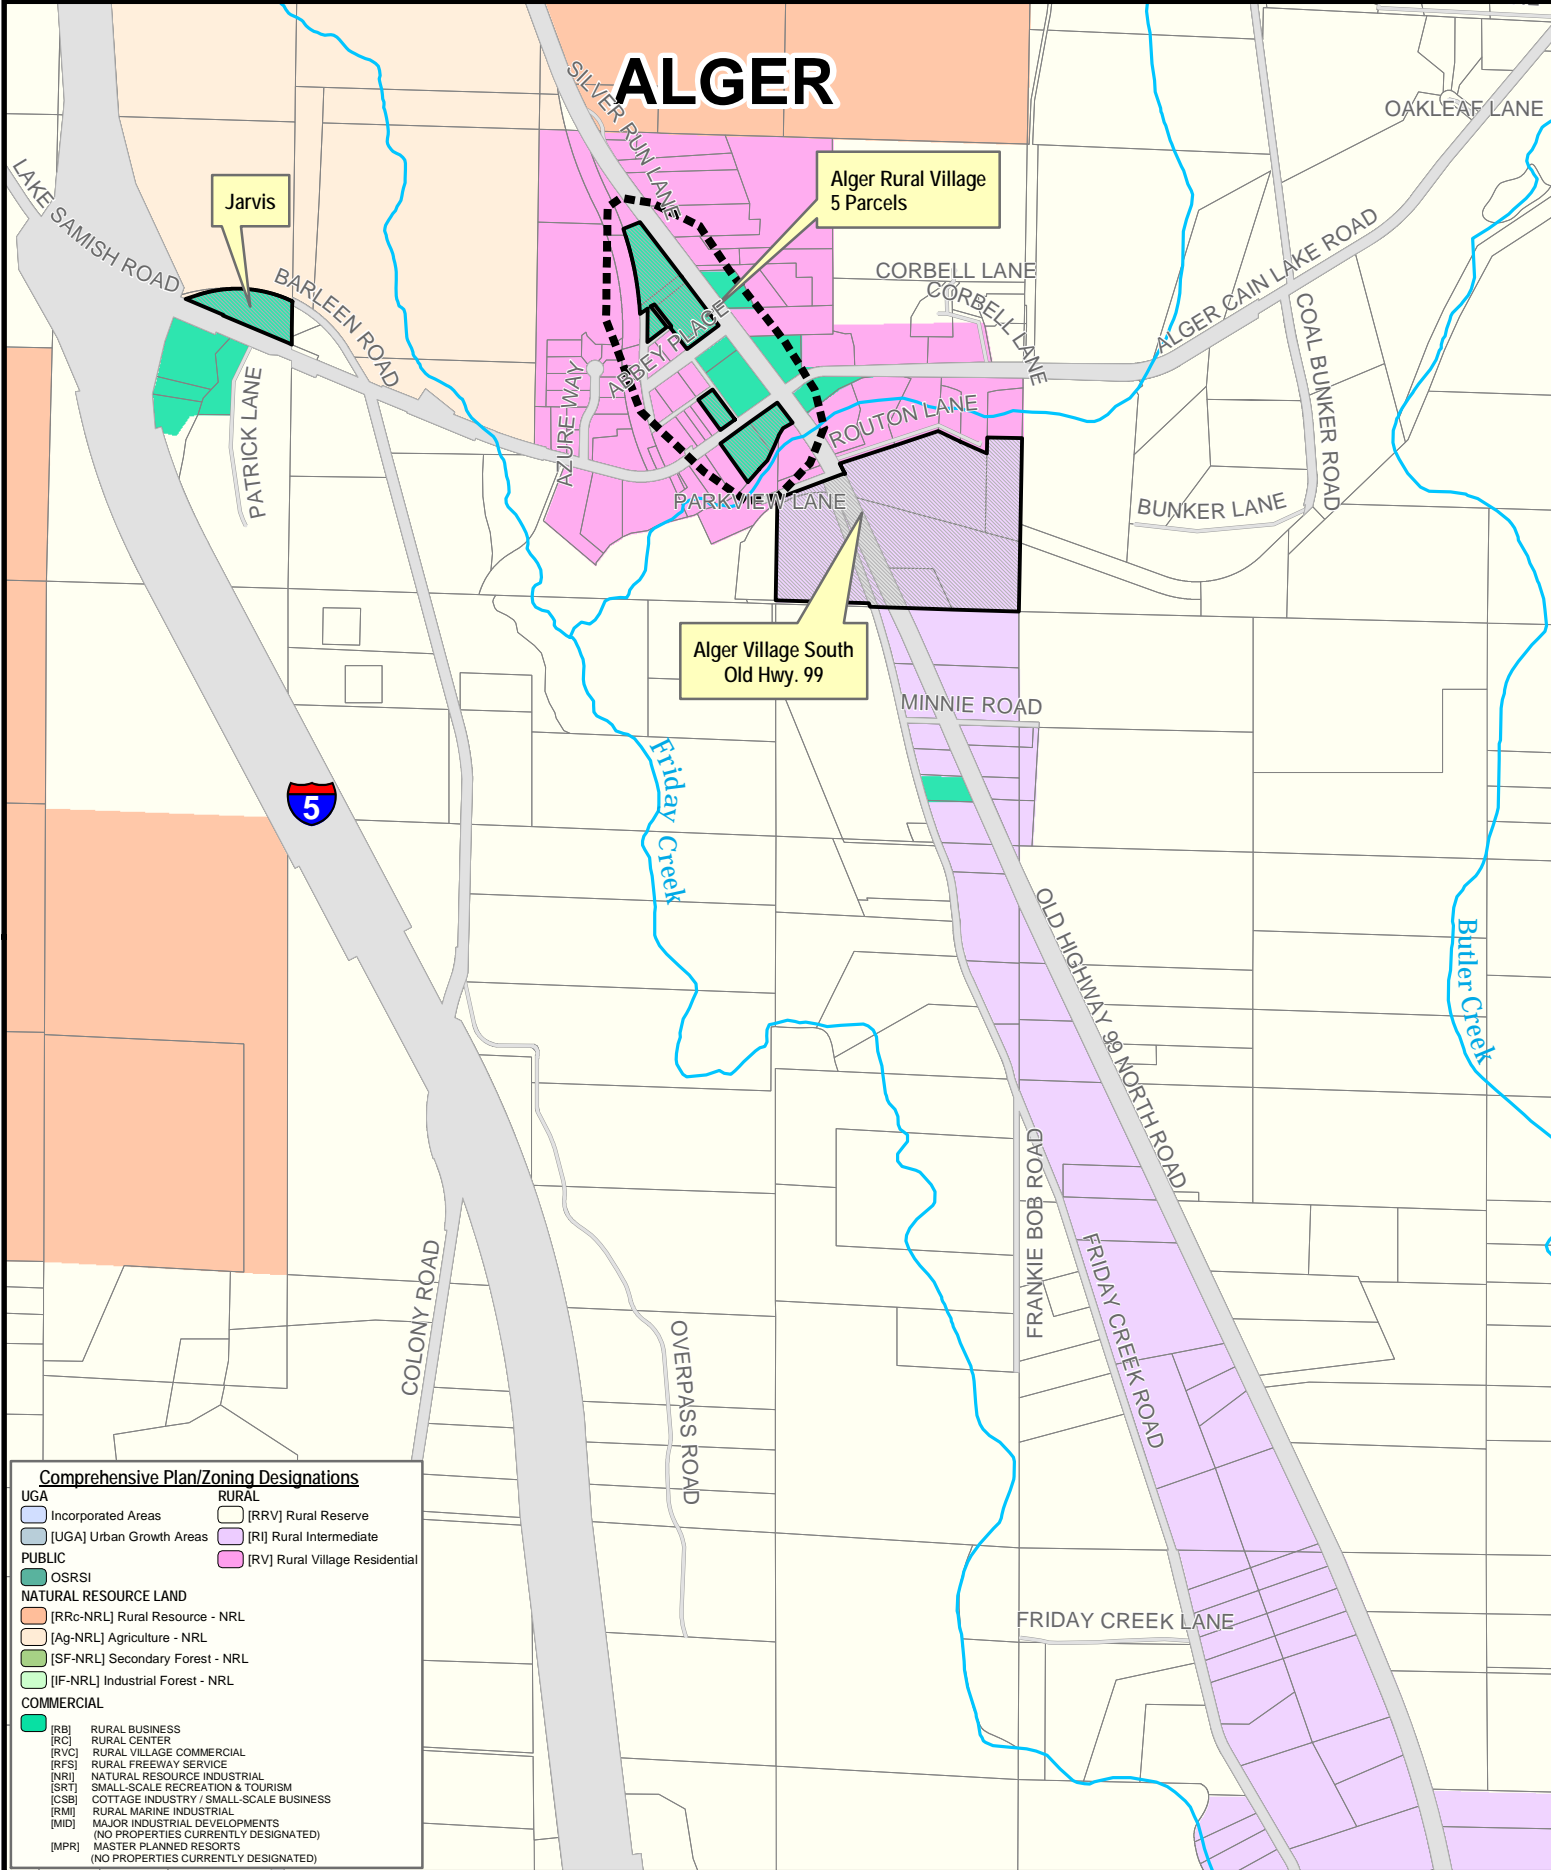 ALGER
SILVER RUN LANE
OAKLEAF LANE
LAKE SAMISH ROAD
Jarvis
Alger Rural Village
5 Parcels
BARLEEN ROAD
CORBELL LANE
CORBELL LANE
ALGER CAIN LAKE ROAD
COAL BUNKER ROAD
ABBEY PLACE
AZURE WAY
PATRICK LANE
ROUTON LANE
PARKVIEW LANE
BUNKER LANE
Alger Village South
Old Hwy. 99
MINNIE ROAD
5
Friday Creek
OLD HIGHWAY 99 NORTH ROAD
Butler Creek
FRANKIE BOB ROAD
COLONY ROAD
FRIDAY CREEK ROAD
OVERPASS ROAD
FRIDAY CREEK LANE
Comprehensive Plan/Zoning Designations
UGA
Incorporated Areas
[UGA] Urban Growth Areas
PUBLIC
OSRSI
RURAL
[RRV] Rural Reserve
[RI] Rural Intermediate
[RV] Rural Village Residential
NATURAL RESOURCE LAND
[RRc-NRL] Rural Resource - NRL
[Ag-NRL] Agriculture - NRL
[SF-NRL] Secondary Forest - NRL
[IF-NRL] Industrial Forest - NRL
COMMERCIAL
[RB] RURAL BUSINESS
[RC] RURAL CENTER
[RVC] RURAL VILLAGE COMMERCIAL
[RFS] RURAL FREEWAY SERVICE
[NRI] NATURAL RESOURCE INDUSTRIAL
[SRT] SMALL-SCALE RECREATION & TOURISM
[CSB] COTTAGE INDUSTRY / SMALL-SCALE BUSINESS
[RMI] RURAL MARINE INDUSTRIAL
[MID] MAJOR INDUSTRIAL DEVELOPMENTS
(NO PROPERTIES CURRENTLY DESIGNATED)
[MPR] MASTER PLANNED RESORTS
(NO PROPERTIES CURRENTLY DESIGNATED)